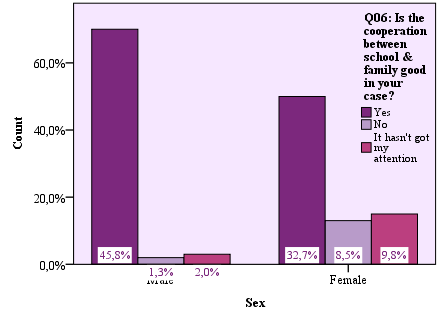 Q06: Is the
cooperation
between
school &
family good
in your
case?
Yes
No
It hasn't got
my
attention
Count
60,0%
40,0%
20,0%
0,0%
45,8%
1,3%
2,0%
32,7%
8,5%
9,8%
Male
Female
Sex